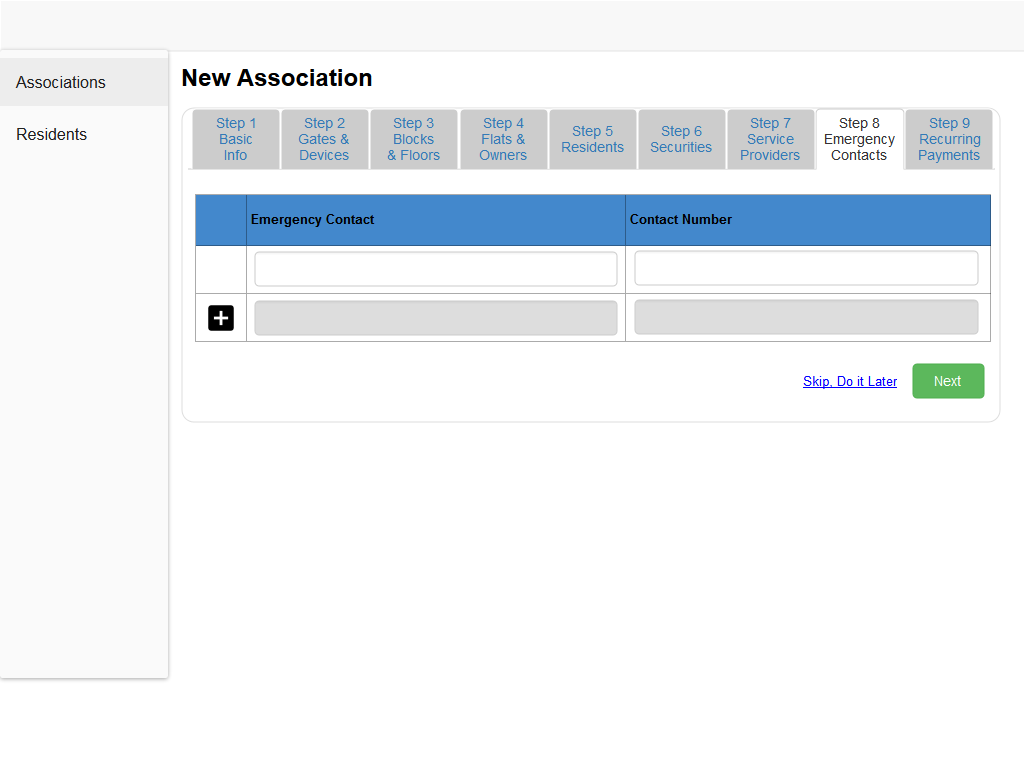 Associations
Residents
New Association
Step 1
Basic
Info
Step 2
Gates &
Devices
Step 3
Blocks
& Floors
Step 4
Flats &
Owners
Step 5
Residents
Step 6
Securities
Step 7
Service
Providers
Step 8
Emergency
Contacts
Step 9
Recurring
Payments
Emergency Contact
Contact Number
Skip, Do it Later
Next